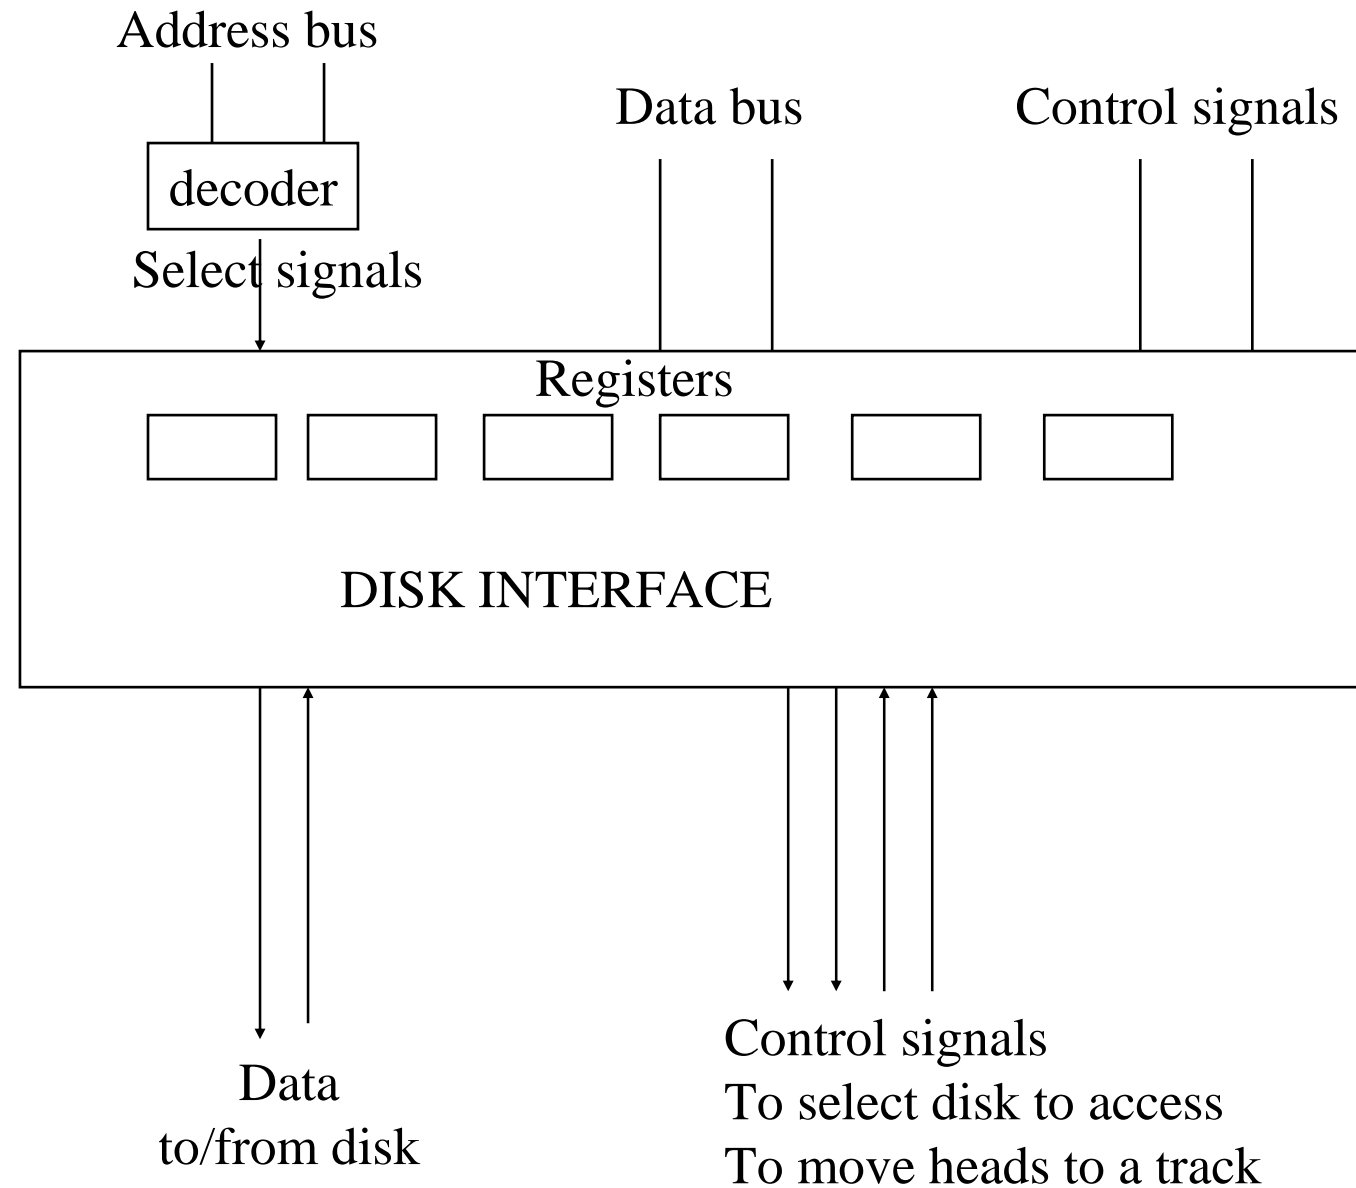 Address bus
Data bus
Control signals
decoder
Select signals
Registers
DISK INTERFACE
Data
to/from disk
Control signals
To select disk to access
To move heads to a track